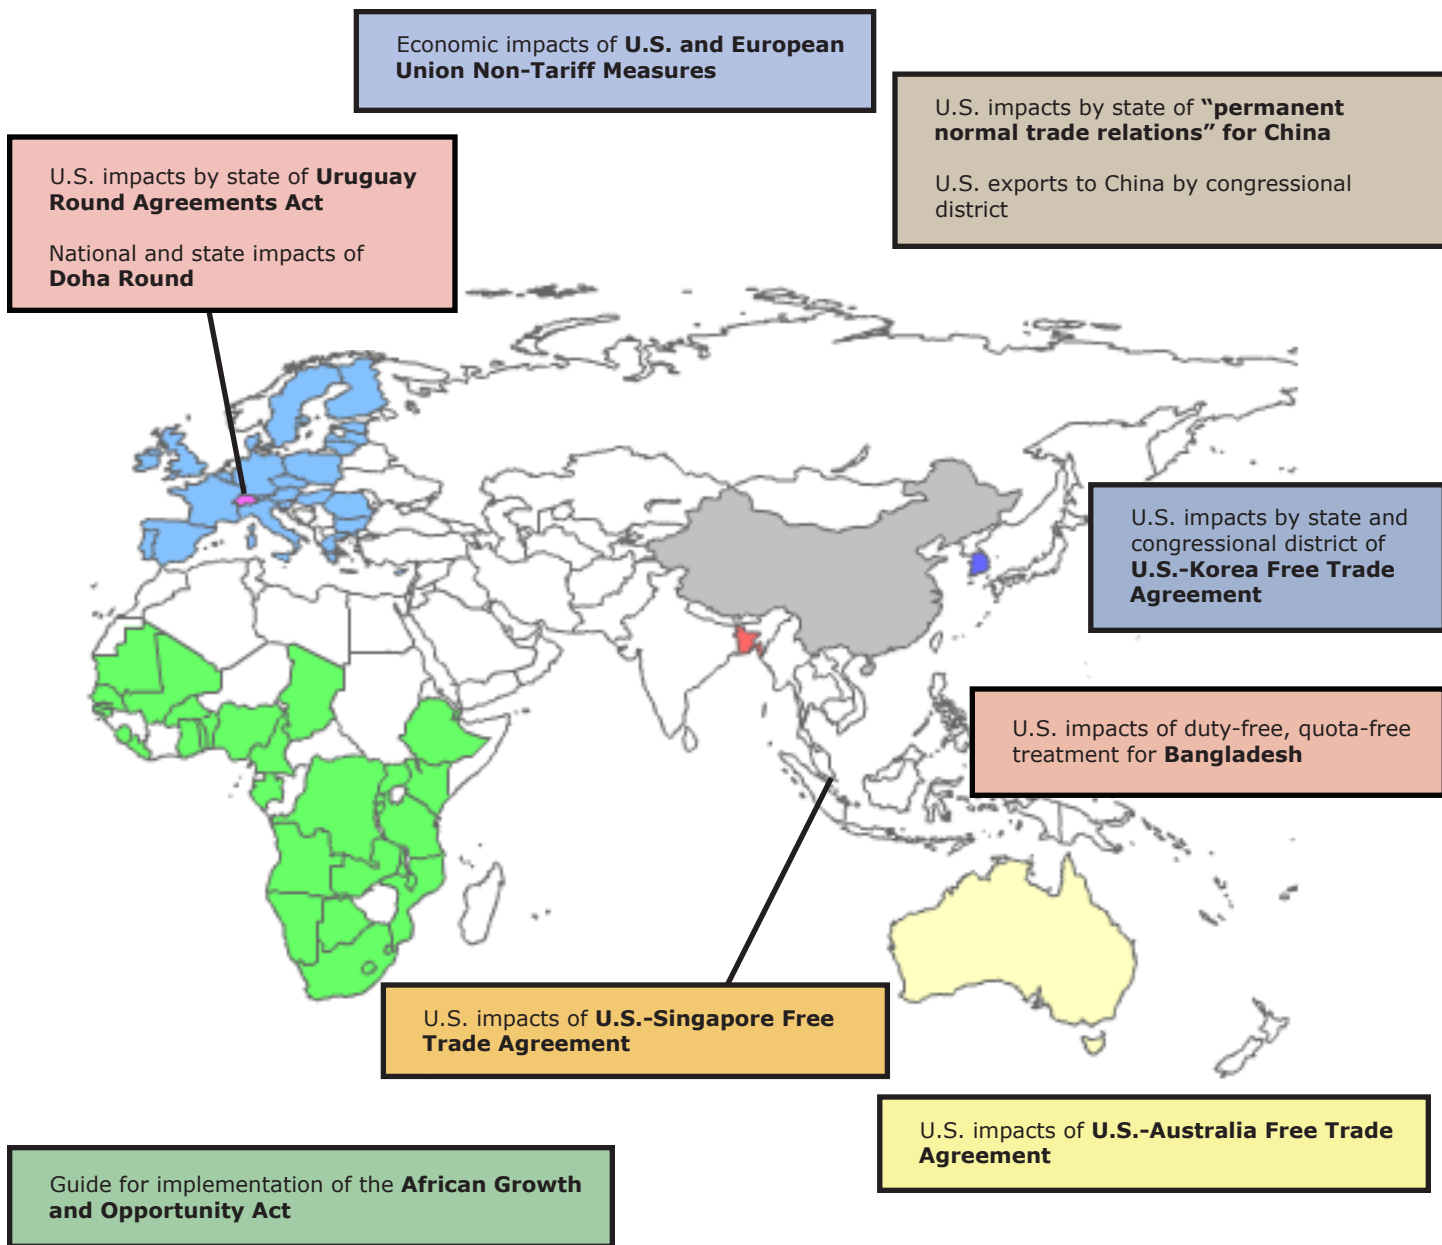 Economic impacts of U.S. and European
Union Non-Tariff Measures
U.S. impacts by state of “permanent
normal trade relations” for China
U.S. exports to China by congressional
district
U.S. impacts by state of Uruguay
Round Agreements Act
National and state impacts of
Doha Round
U.S. impacts by state and
congressional district of
U.S.-Korea Free Trade
Agreement
U.S. impacts of duty-free, quota-free
treatment for Bangladesh
U.S. impacts of U.S.-Singapore Free
Trade Agreement
U.S. impacts of U.S.-Australia Free Trade
Agreement
Guide for implementation of the African Growth
and Opportunity Act